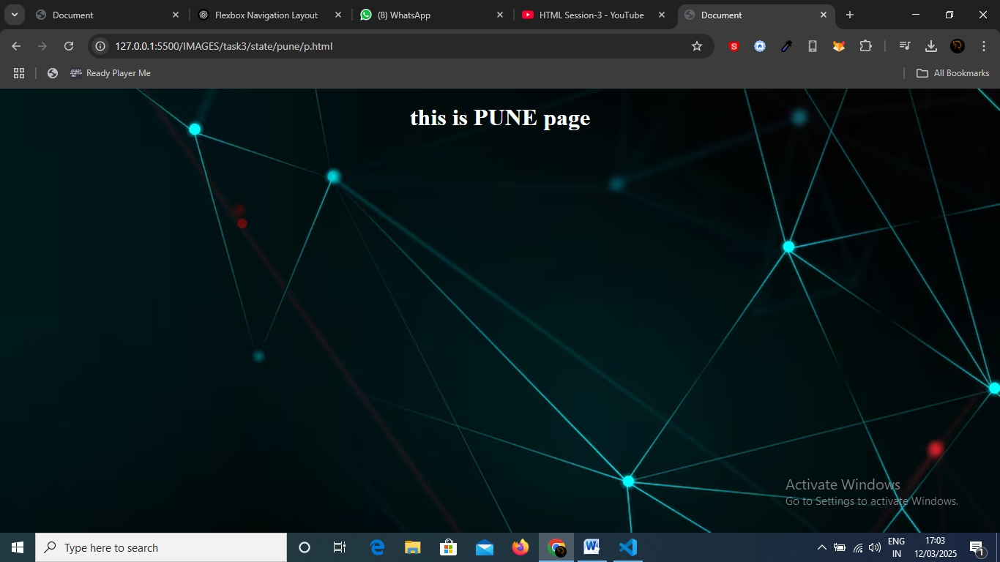 Document
Flexbox Navigation Layout
(8) WhatsApp
HTML Session-3 - YouTube
Document
127.0.0.1:5500/IMAGES/task3/state/pune/p.html
Ready Player Me
All Bookmarks
this is PUNE page
Activate Windows
Go to Settings to activate Windows.
Type here to search
ENG
IN
17:03
12/03/2025
1